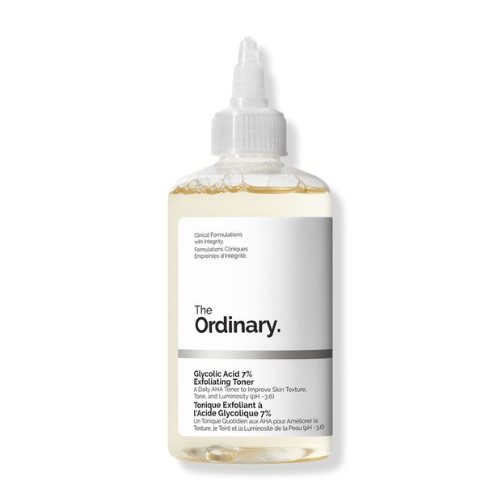 Clinical Formulations
with Integrity.
Formulations Cliniques
Empreintes d'Intégrité.
The
Ordinary.
Glycolic Acid 7%
Exfoliating Toner
A Daily AHA Toner to Improve Skin Texture,
Tone, and Luminosity (pH ~3.6)
Tonique Exfoliant à
l'Acide Glycolique 7%
Un Tonique Quotidien aux AHA pour Améliorer la
Texture, le Teint et la Luminosité de la Peau (pH ~3.6)